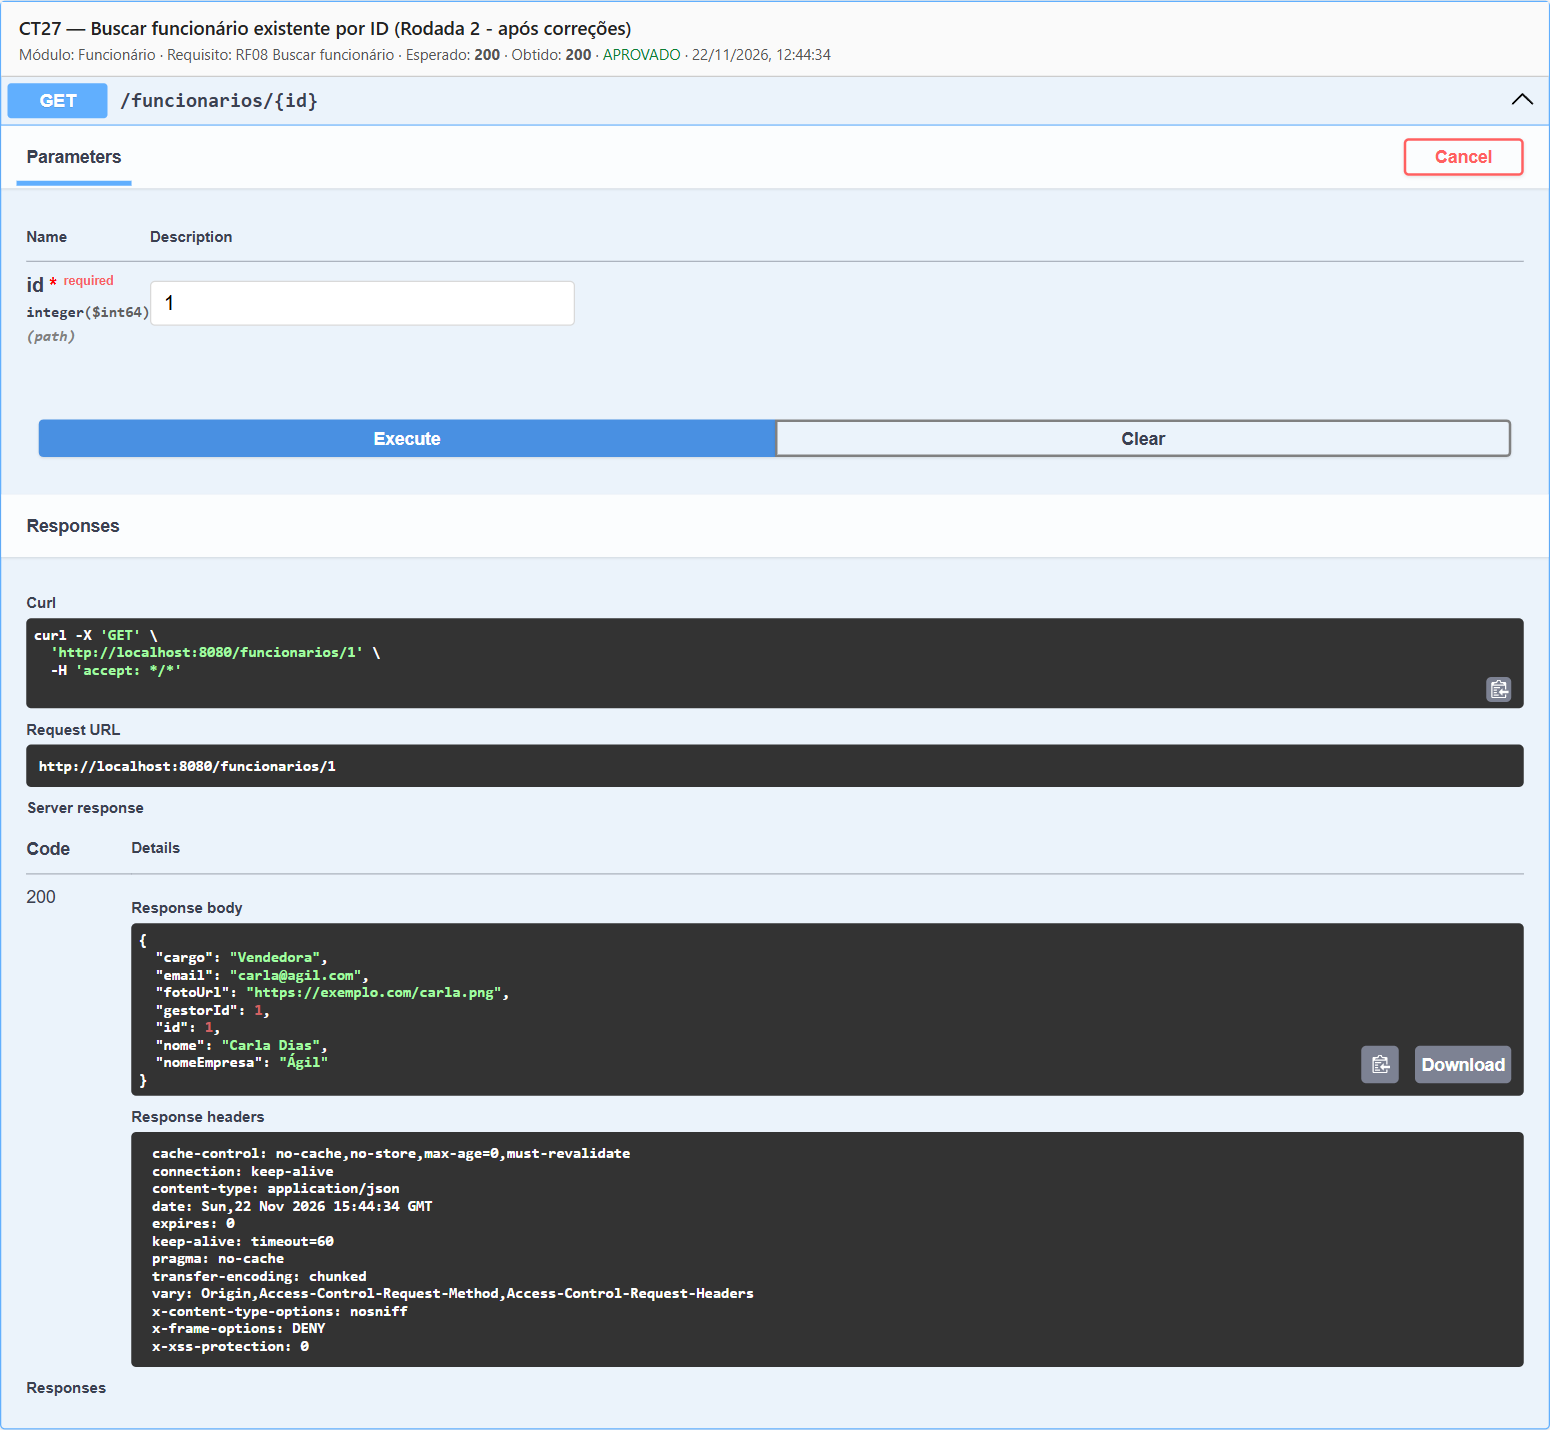 CT27 — Buscar funcionário existente por ID (Rodada 2 - após correções)
Módulo: Funcionário · Requisito: RF08 Buscar funcionário · Esperado: 200 · Obtido: 200 · APROVADO · 22/11/2026, 12:44:34
GET /funcionarios/{id}
Parameters
Cancel
Name Description
id * required
integer($int64)
(path)
1
Execute Clear
Responses
Curl
curl -X 'GET' \
'http://localhost:8080/funcionarios/1' \
-H 'accept: */*'
Request URL
http://localhost:8080/funcionarios/1
Server response
Code Details
200
Response body
{
"cargo": "Vendedora",
"email": "carla@agil.com",
"fotoUrl": "https://exemplo.com/carla.png",
"gestorId": 1,
"id": 1,
"nome": "Carla Dias",
"nomeEmpresa": "Ágil"
}
Download
Response headers
cache-control: no-cache,no-store,max-age=0,must-revalidate
connection: keep-alive
content-type: application/json
date: Sun,22 Nov 2026 15:44:34 GMT
expires: 0
keep-alive: timeout=60
pragma: no-cache
transfer-encoding: chunked
vary: Origin,Access-Control-Request-Method,Access-Control-Request-Headers
x-content-type-options: nosniff
x-frame-options: DENY
x-xss-protection: 0
Responses